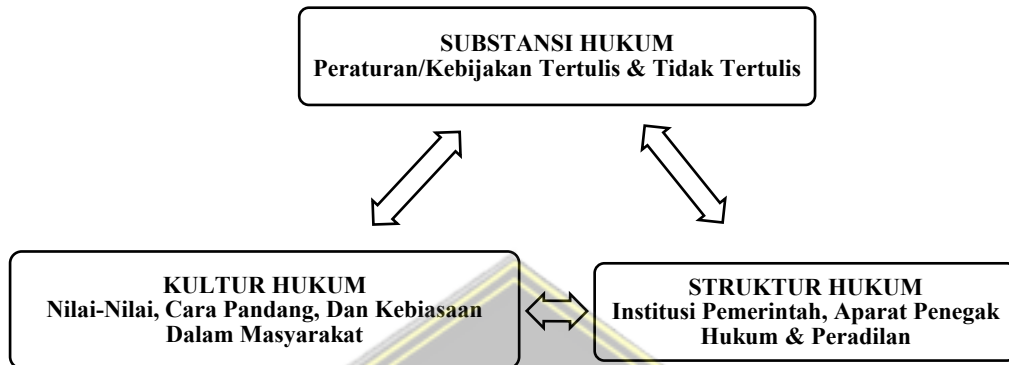 SUBSTANSI HUKUM
Peraturan/Kebijakan Tertulis & Tidak Tertulis
KULTUR HUKUM
Nilai-Nilai, Cara Pandang, Dan Kebiasaan
Dalam Masyarakat
STRUKTUR HUKUM
Institusi Pemerintah, Aparat Penegak
Hukum & Peradilan